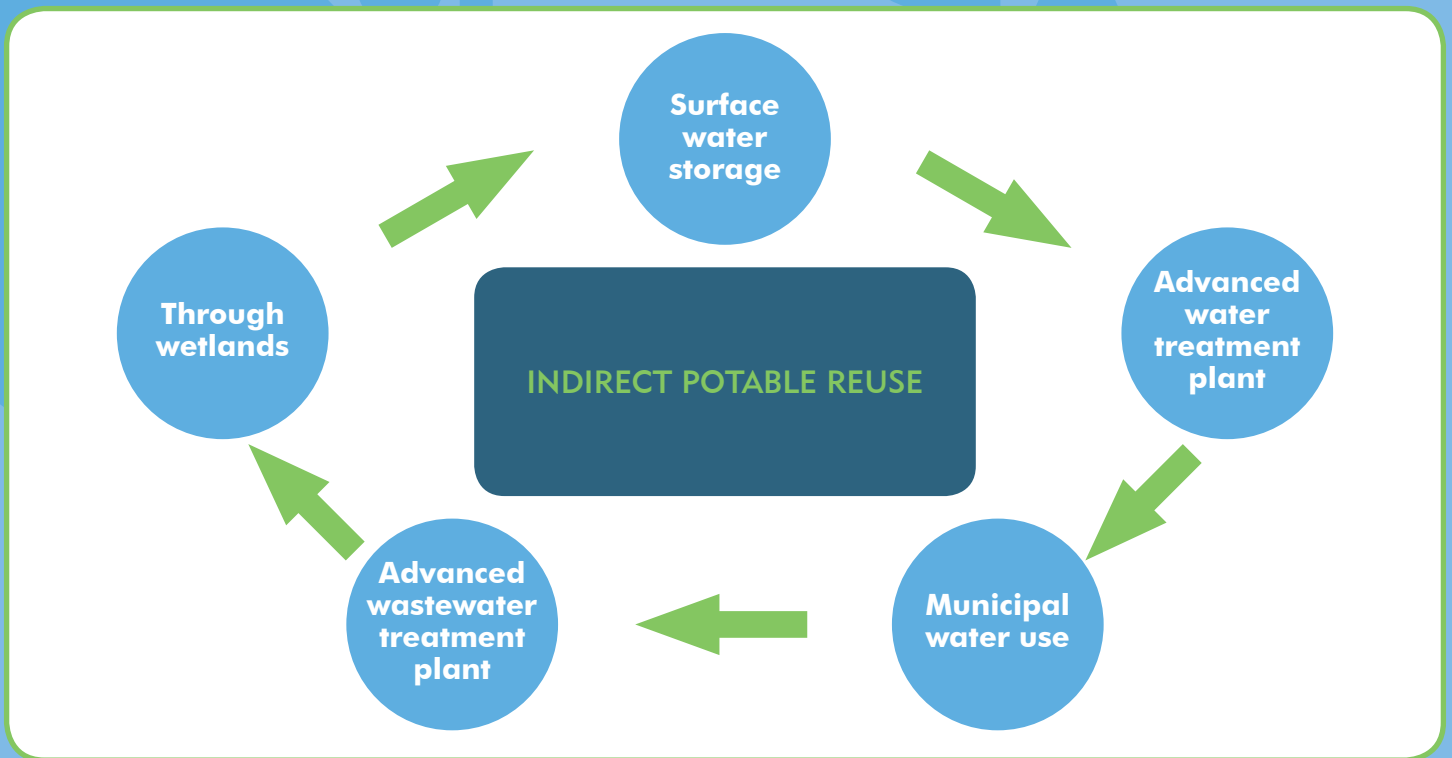 Surface
water
storage
Advanced
water
treatment
plant
Municipal
water use
Advanced
wastewater
treatment
plant
Through
wetlands
INDIRECT POTABLE REUSE